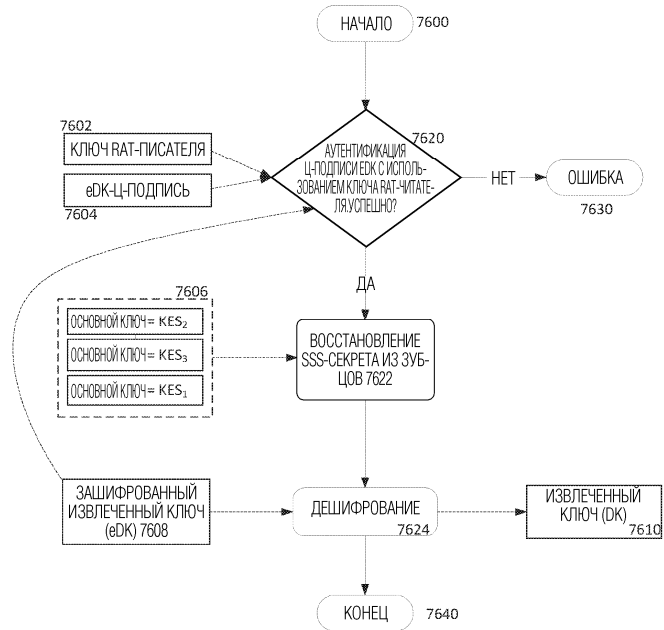 НАЧАЛО 7600
7602
КЛЮЧ RAT-ПИСАТЕЛЯ
eDK-Ц-ПОДПИСЬ
7604
7620
АУТЕНТИФИКАЦИЯ
Ц-ПОДПИСИ EDK С ИСПОЛЬ-
ЗОВАНИЕМ КЛЮЧА RAT-ЧИТАТЕ-
ЛЯ.УСПЕШНО?
НЕТ
ОШИБКА
7630
ДА
7606
ОСНОВНОЙ КЛЮЧ = KES₂
ОСНОВНОЙ КЛЮЧ = KES₃
ОСНОВНОЙ КЛЮЧ = KES₁
ВОССТАНОВЛЕНИЕ
SSS-СЕКРЕТА ИЗ ЗУБ-
ЦОВ 7622
ЗАШИФРОВАННЫЙ
ИЗВЛЕЧЕННЫЙ КЛЮЧ
(eDK) 7608
ДЕШИФРОВАНИЕ
7624
ИЗВЛЕЧЕННЫЙ
КЛЮЧ (DK) 7610
КОНЕЦ 7640